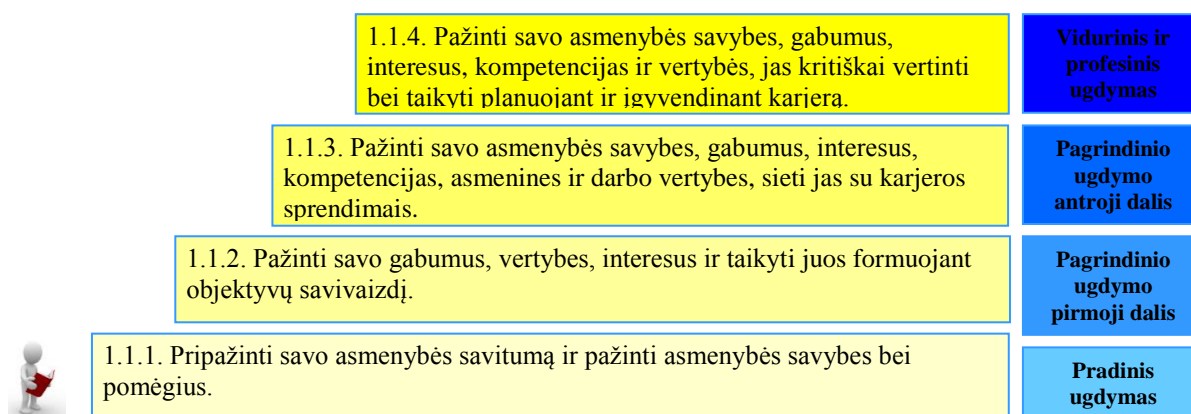 1.1.4. Pažinti savo asmenybės savybes, gabumus,
interesus, kompetencijas ir vertybės, jas kritiškai vertinti
bei taikyti planuojant ir įgyvendinant karjerą.
Vidurinis ir
profesinis
ugdymas
1.1.3. Pažinti savo asmenybės savybes, gabumus, interesus,
kompetencijas, asmenines ir darbo vertybes, sieti jas su karjeros
sprendimais.
Pagrindinio
ugdymo
antroji dalis
1.1.2. Pažinti savo gabumus, vertybes, interesus ir taikyti juos formuojant
objektyvų savivaizdį.
Pagrindinio
ugdymo
pirmoji dalis
1.1.1. Pripažinti savo asmenybės savitumą ir pažinti asmenybės savybes bei
pomėgius.
Pradinis
ugdymas